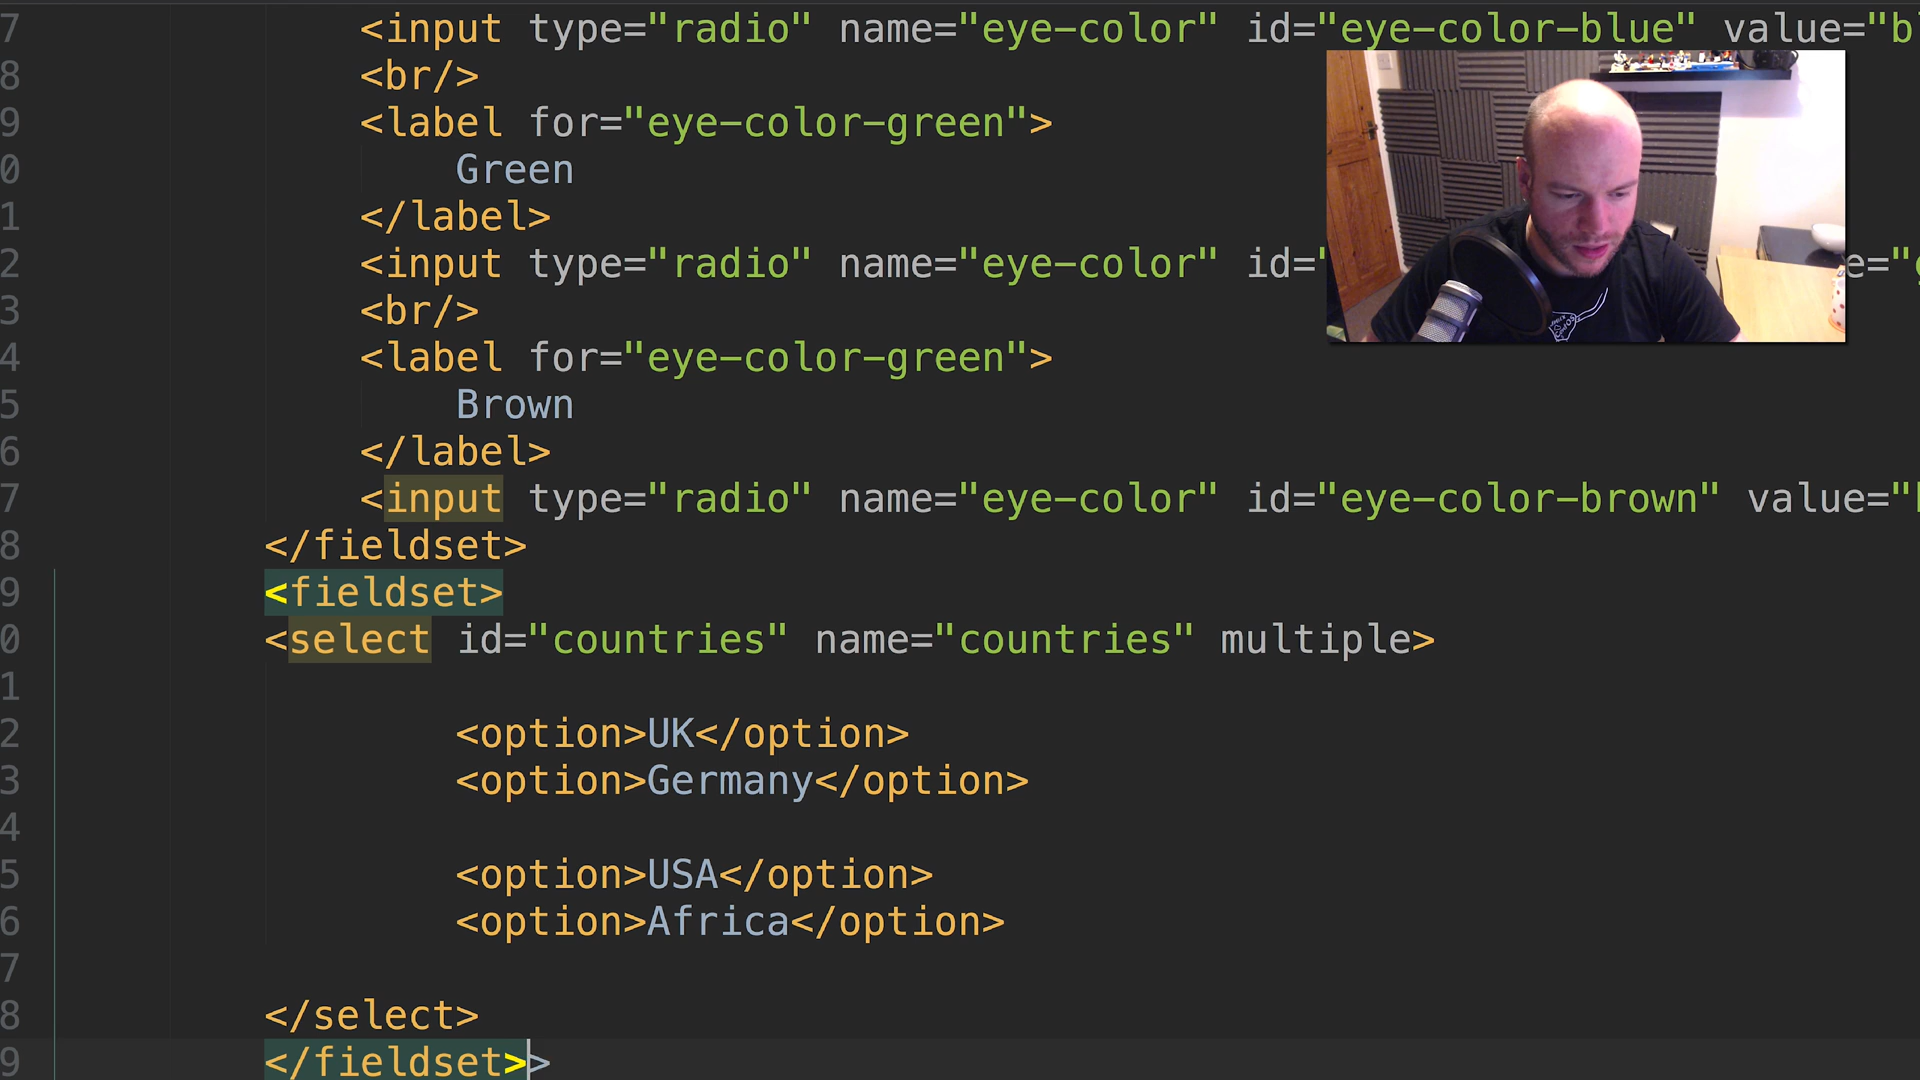 7 <input type="radio" name="eye-color" id="eye-color-blue" value="b
8 <br/>
9 <label for="eye-color-green">
0 Green
1 </label>
2 <input type="radio" name="eye-color" id=" e="g
3 <br/>
4 <label for="eye-color-green">
5 Brown
6 </label>
7 <input type="radio" name="eye-color" id="eye-color-brown" value="
8 </fieldset>
9 <fieldset>
0 <select id="countries" name="countries" multiple>
1
2 <option>UK</option>
3 <option>Germany</option>
4
5 <option>USA</option>
6 <option>Africa</option>
7
8 </select>
9 </fieldset>>